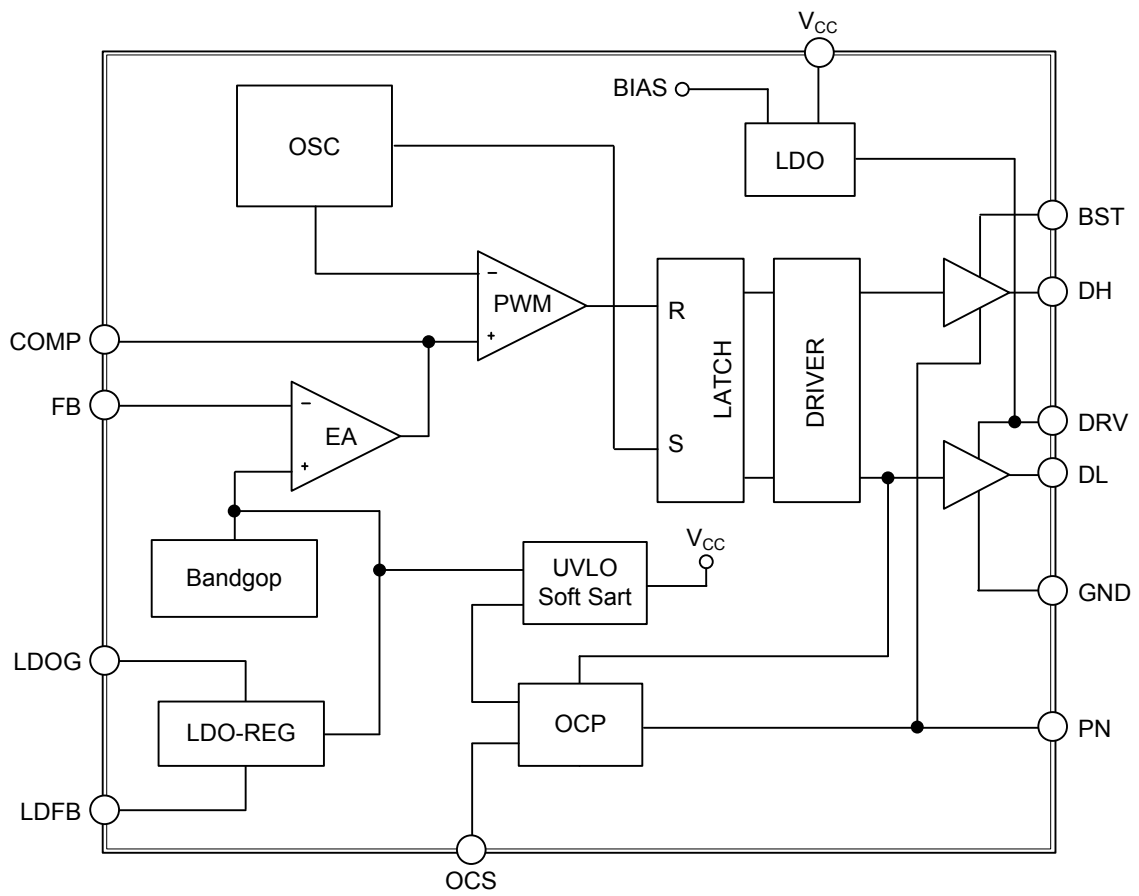 VCC
BIAS
OSC
LDO
BST
DH
PWM
−
+
R
LATCH
DRIVER
S
COMP
FB
−
EA
+
DRV
DL
VCC
Bandgop
UVLO
Soft Sart
GND
LDOG
LDO-REG
OCP
PN
LDFB
OCS